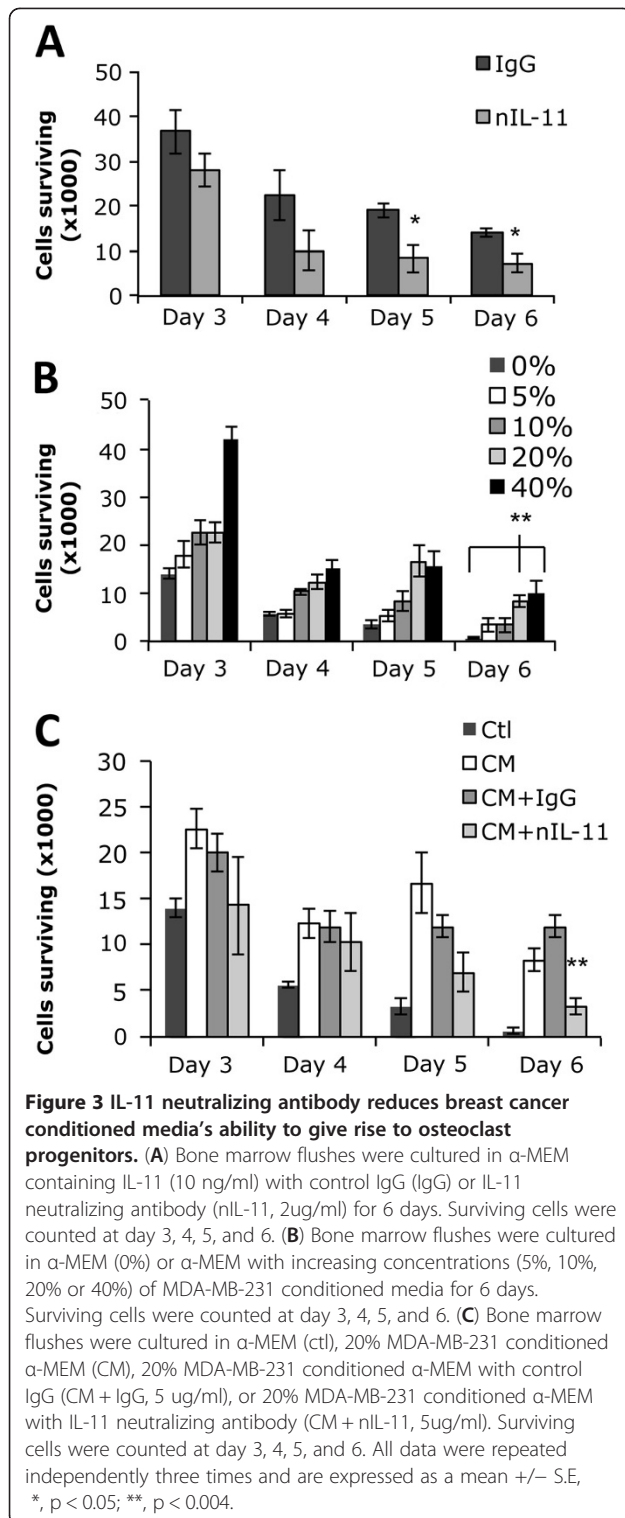 A
IgG
nIL-11
Cells surviving
(x1000)
50
40
30
20
10
0
*
*
Day 3 Day 4 Day 5 Day 6
B
0%
5%
10%
20%
40%
Cells surviving
(x1000)
50
40
30
20
10
0
**
Day 3 Day 4 Day 5 Day 6
C
Ctl
CM
CM+IgG
CM+nIL-11
Cells surviving (x1000)
30
25
20
15
10
5
0
**
Day 3 Day 4 Day 5 Day 6
Figure 3 IL-11 neutralizing antibody reduces breast cancer
conditioned media's ability to give rise to osteoclast
progenitors. (A) Bone marrow flushes were cultured in α-MEM
containing IL-11 (10 ng/ml) with control IgG (IgG) or IL-11
neutralizing antibody (nIL-11, 2ug/ml) for 6 days. Surviving cells were
counted at day 3, 4, 5, and 6. (B) Bone marrow flushes were cultured
in α-MEM (0%) or α-MEM with increasing concentrations (5%, 10%,
20% or 40%) of MDA-MB-231 conditioned media for 6 days.
Surviving cells were counted at day 3, 4, 5, and 6. (C) Bone marrow
flushes were cultured in α-MEM (ctl), 20% MDA-MB-231 conditioned
α-MEM (CM), 20% MDA-MB-231 conditioned α-MEM with control
IgG (CM + IgG, 5 ug/ml), or 20% MDA-MB-231 conditioned α-MEM
with IL-11 neutralizing antibody (CM + nIL-11, 5ug/ml). Surviving
cells were counted at day 3, 4, 5, and 6. All data were repeated
independently three times and are expressed as a mean +/− S.E,
*, p < 0.05; **, p < 0.004.